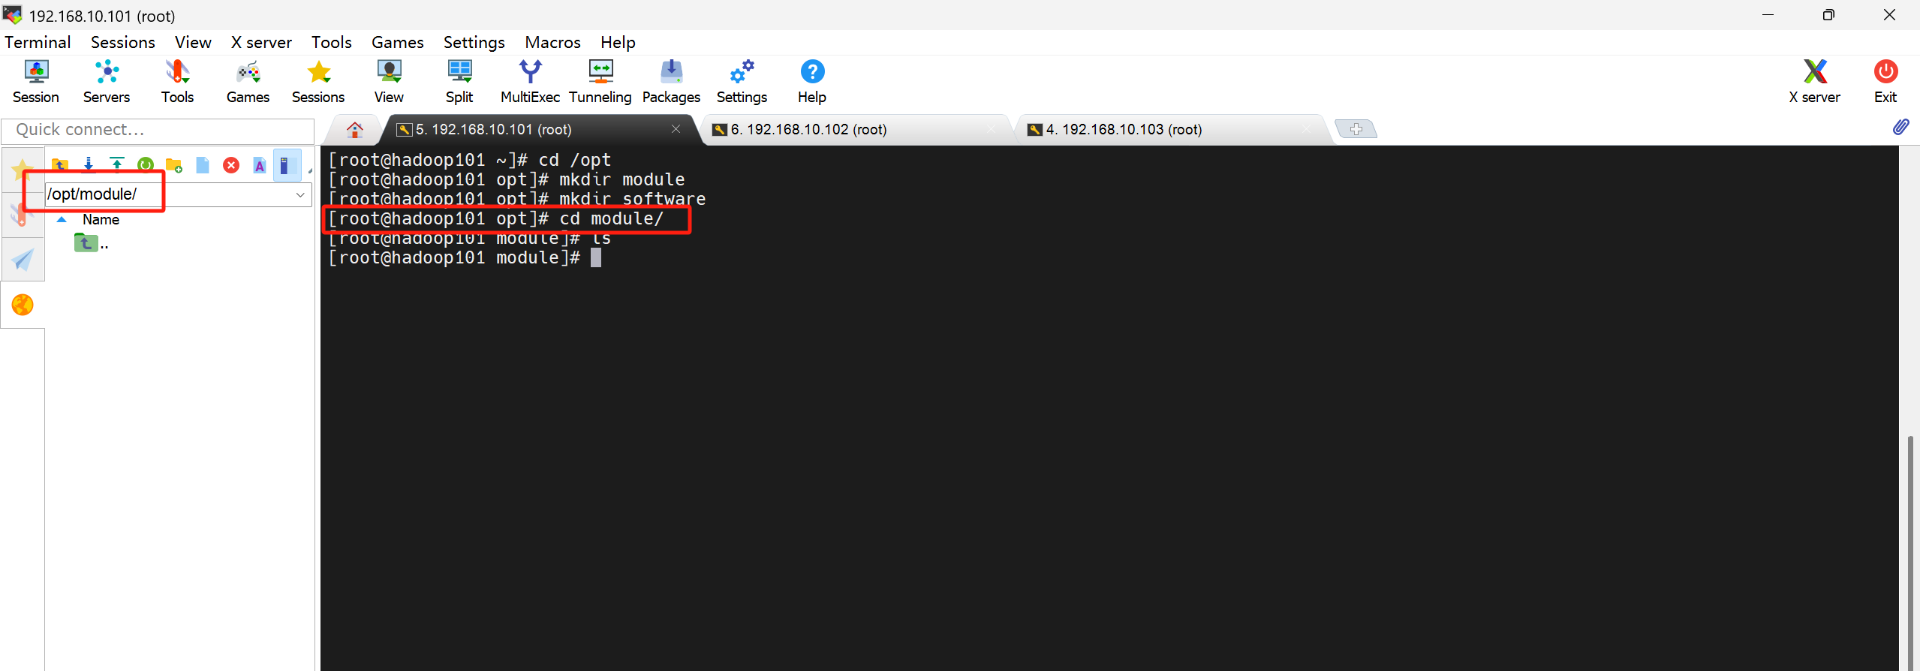 192.168.10.101 (root)
Terminal Sessions View X server Tools Games Settings Macros Help
Session Servers Tools Games Sessions View Split MultiExec Tunneling Packages Settings Help X server Exit
Quick connect...
5. 192.168.10.101 (root) 6. 192.168.10.102 (root) 4. 192.168.10.103 (root)
/opt/module/
Name
..
[root@hadoop101 ~]# cd /opt
[root@hadoop101 opt]# mkdir module
[root@hadoop101 opt]# mkdir software
[root@hadoop101 opt]# cd module/
[root@hadoop101 module]# ls
[root@hadoop101 module]#